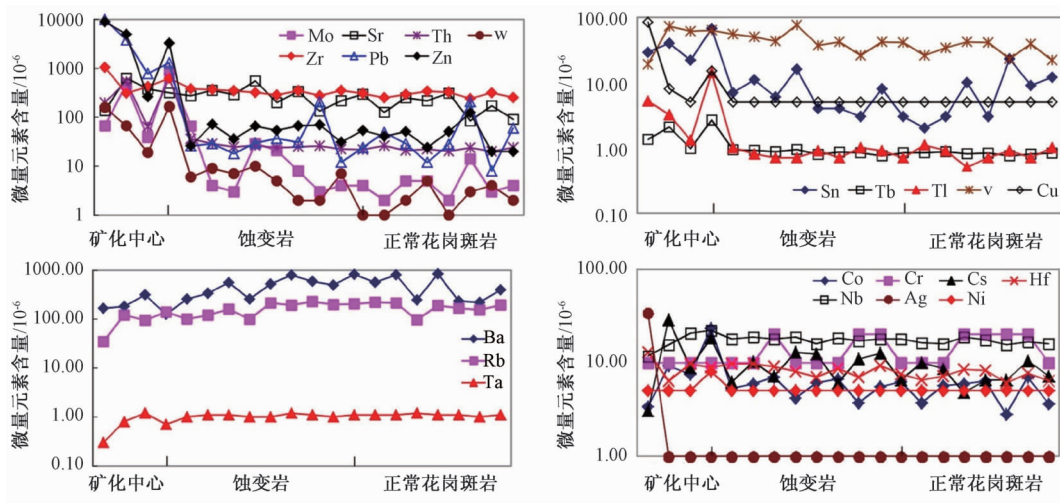 微量元素含量/10-6
10000
1000
100
10
1
Mo Sr Th w
Zr Pb Zn
矿化中心 蚀变岩 正常花岗斑岩
微量元素含量/10-6
100.00
10.00
1.00
0.10
Sn Tb Tl v Cu
矿化中心 蚀变岩 正常花岗斑岩
微量元素含量/10-6
1000.00
100.00
10.00
1.00
0.10
Ba
Rb
Ta
矿化中心 蚀变岩 正常花岗斑岩
微量元素含量/10-6
100.00
10.00
1.00
Co Cr Cs Hf
Nb Ag Ni
矿化中心 蚀变岩 正常花岗斑岩